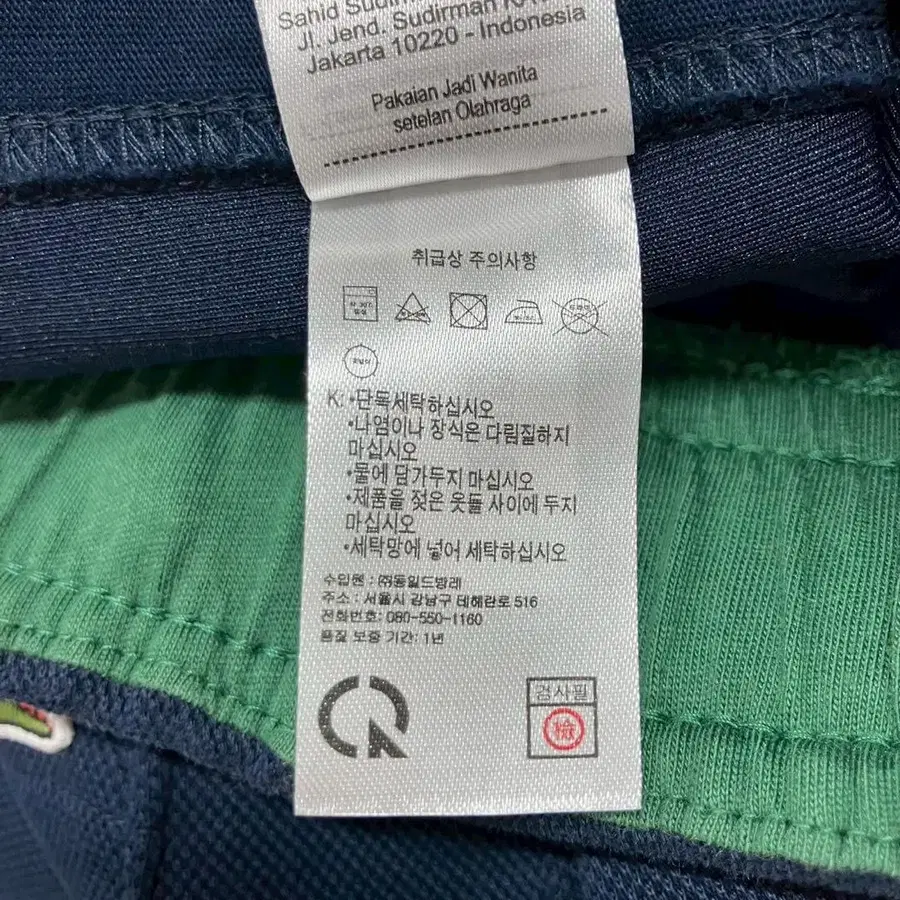 Sahid Sudirm
Jl. Jend. Sudirman
Jakarta 10220 - Indonesia
Pakaian Jadi Wanita
setelan Olahraga
취급상 주의사항
K: •단독세탁하십시오
•나염이나 장식은 다림질하지
마십시오
•물에 담가두지 마십시오
•제품을 젖은 옷들 사이에 두지
마십시오
•세탁망에 넣어 세탁하십시오
수입원 : ㈜동일드방레
주소 : 서울시 강남구 테헤란로 516
전화번호: 080-550-1160
품질 보증 기간: 1년
검사필
檢